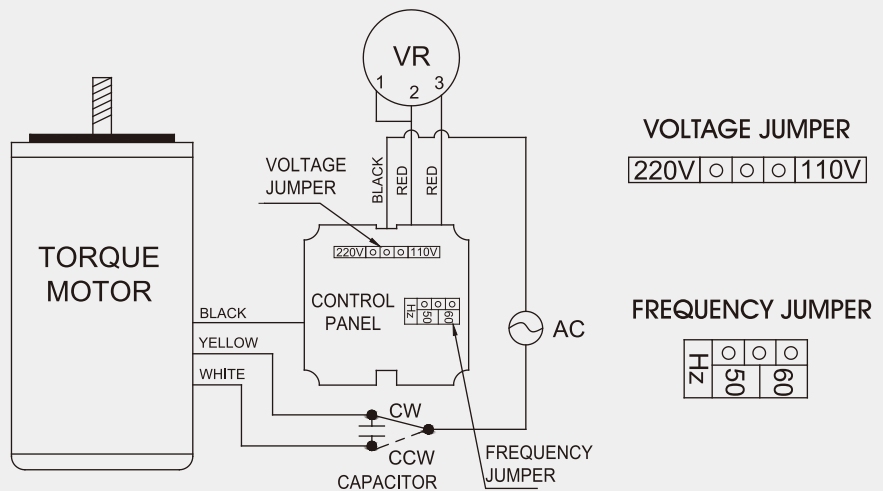 VR
1
2
3
VOLTAGE JUMPER
220V 110V
VOLTAGE
JUMPER
BLACK
RED
RED
220V 110V
TORQUE
MOTOR
CONTROL
PANEL
Hz 50 60
BLACK
YELLOW
WHITE
AC
FREQUENCY JUMPER
Hz 50 60
CW
CCW
CAPACITOR
FREQUENCY
JUMPER